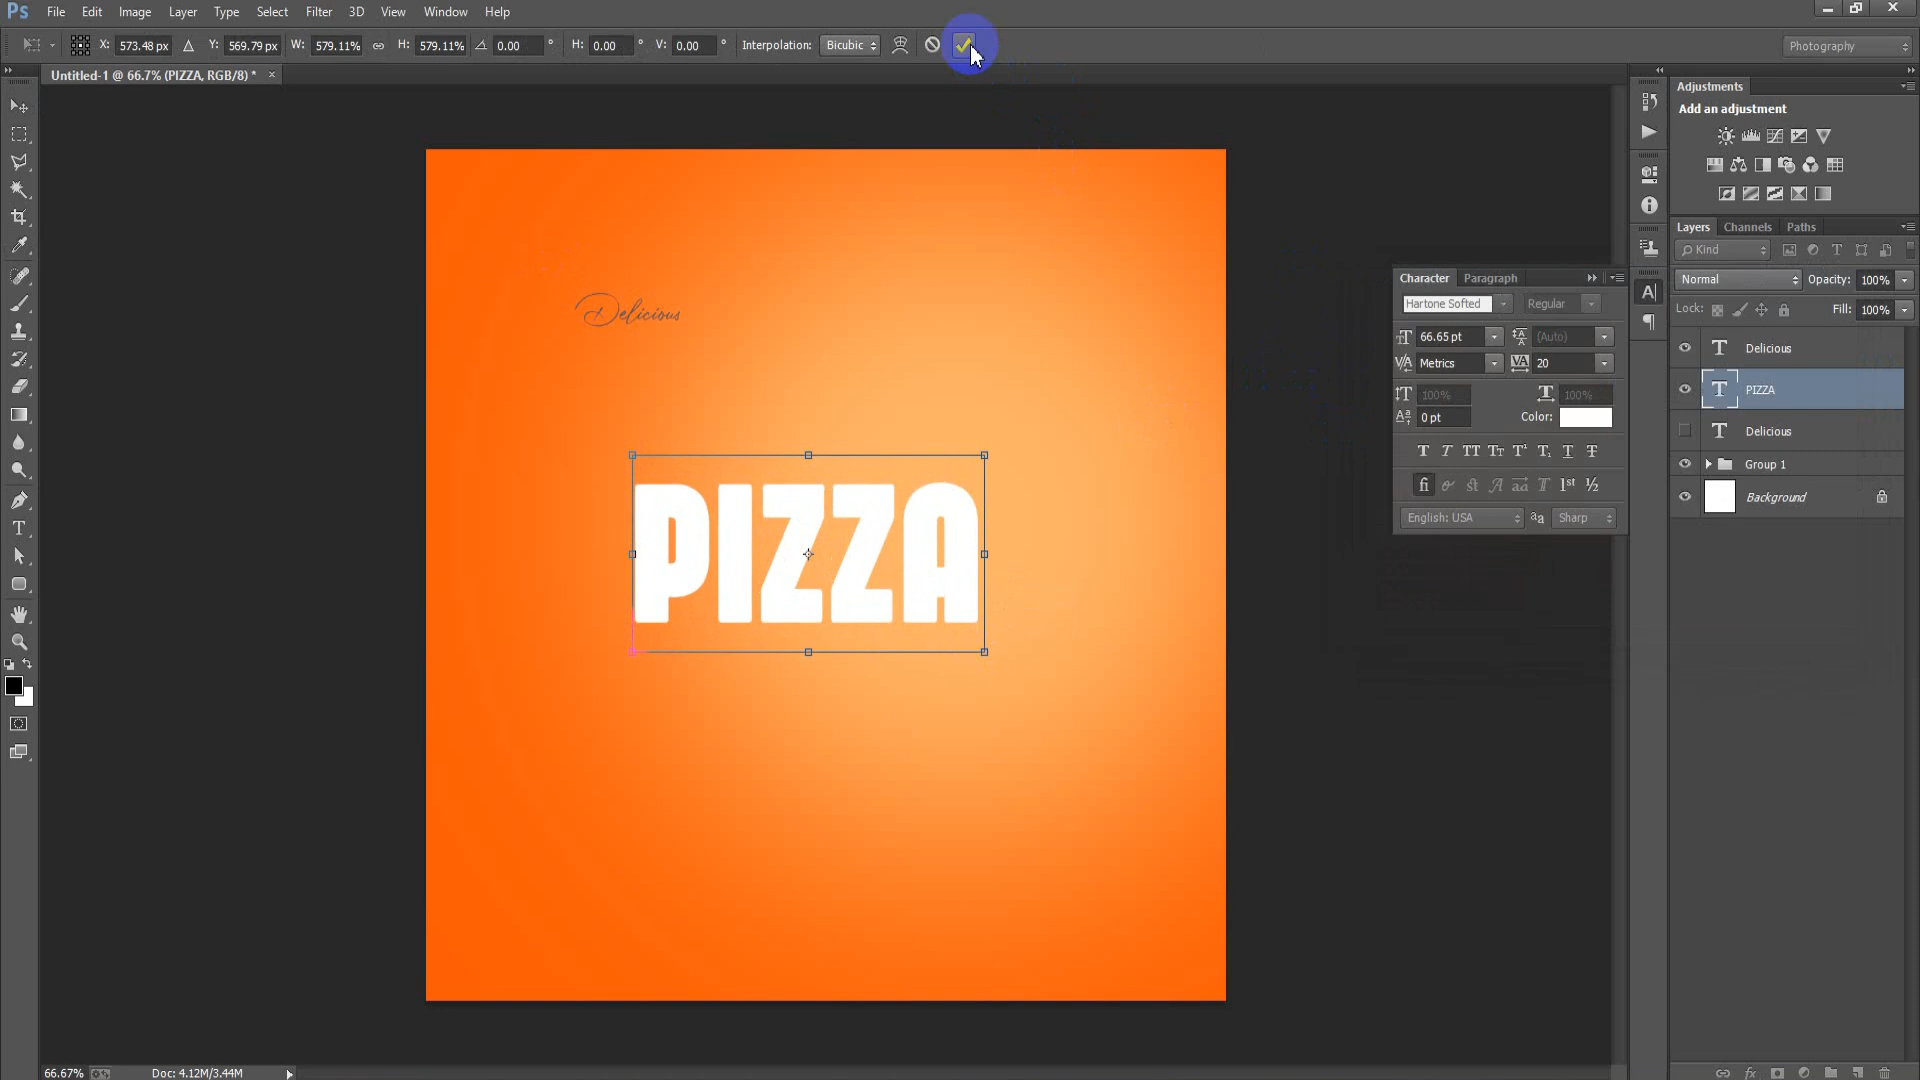 Ps File Edit Image Layer Type Select Filter 3D View Window Help
X: 573.48 px Y: 569.79 px W: 579.11% H: 579.11% 0.00 ° H: 0.00 ° V: 0.00 ° Interpolation: Bicubic Photography
Untitled-1 @ 66.7% (PIZZA, RGB/8) * ×
Adjustments
Add an adjustment
Layers Channels Paths
Kind
Normal Opacity: 100%
Lock: Fill: 100%
Delicious
PIZZA
Delicious
Group 1
Background
Character Paragraph
Hartone Softed Regular
66.65 pt (Auto)
Metrics 20
100% 100%
0 pt Color:
English: USA Sharp
Delicious
PIZZA
66.67% Doc: 4.12M/3.44M